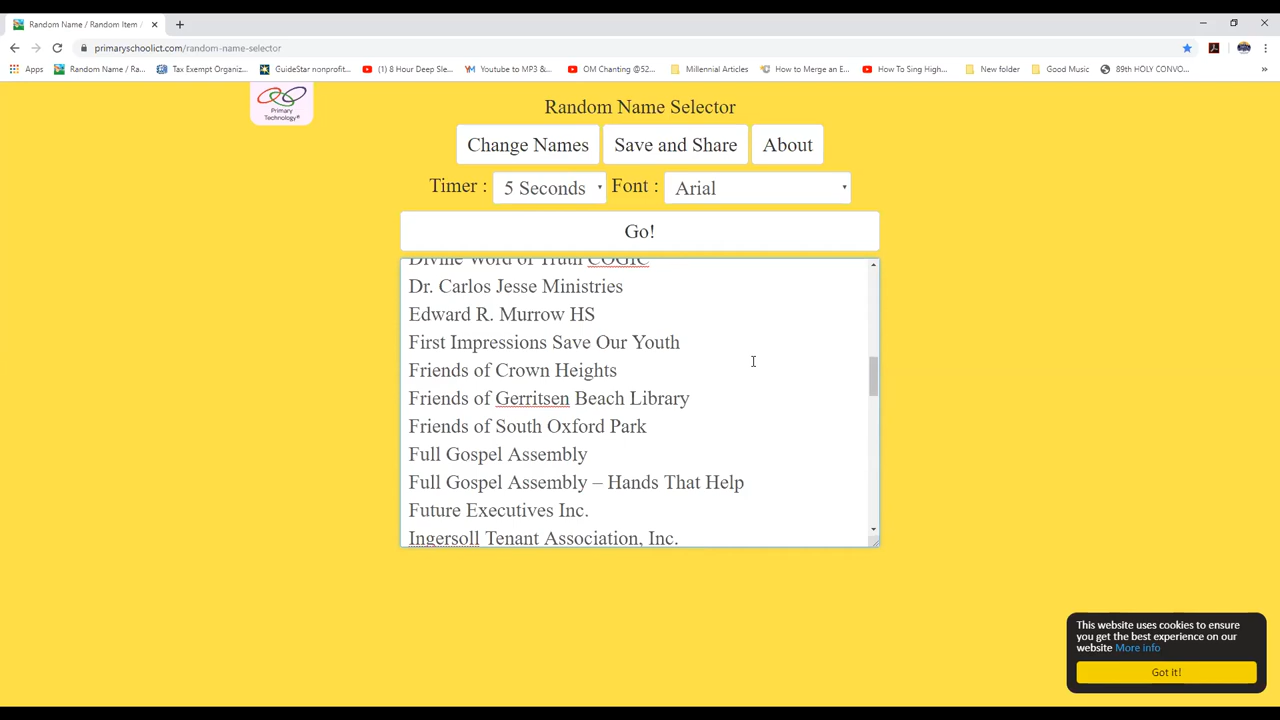 Random Name / Random Item /
primaryschoolict.com/random-name-selector
Apps
Random Name / Ra...
Tax Exempt Organiz...
GuideStar nonprofit...
(1) 8 Hour Deep Sle...
Youtube to MP3 &...
OM Chanting @52...
Millennial Articles
How to Merge an E...
How To Sing High...
New folder
Good Music
89th HOLY CONVO...
»
Primary
Technology®
Random Name Selector
Change Names
Save and Share
About
Timer :
5 Seconds
Font :
Arial
Go!
Divine Word of Truth COGIC
Dr. Carlos Jesse Ministries
Edward R. Murrow HS
First Impressions Save Our Youth
Friends of Crown Heights
Friends of Gerritsen Beach Library
Friends of South Oxford Park
Full Gospel Assembly
Full Gospel Assembly – Hands That Help
Future Executives Inc.
Ingersoll Tenant Association, Inc.
This website uses cookies to ensure
you get the best experience on our
website More info
Got it!